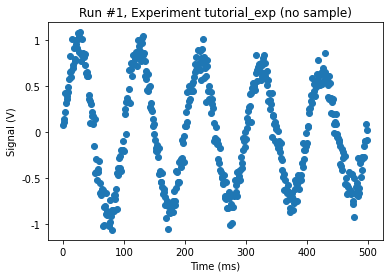 Run #1, Experiment tutorial_exp (no sample)
1
0.5
0
-0.5
-1
Signal (V)
0 100 200 300 400 500
Time (ms)